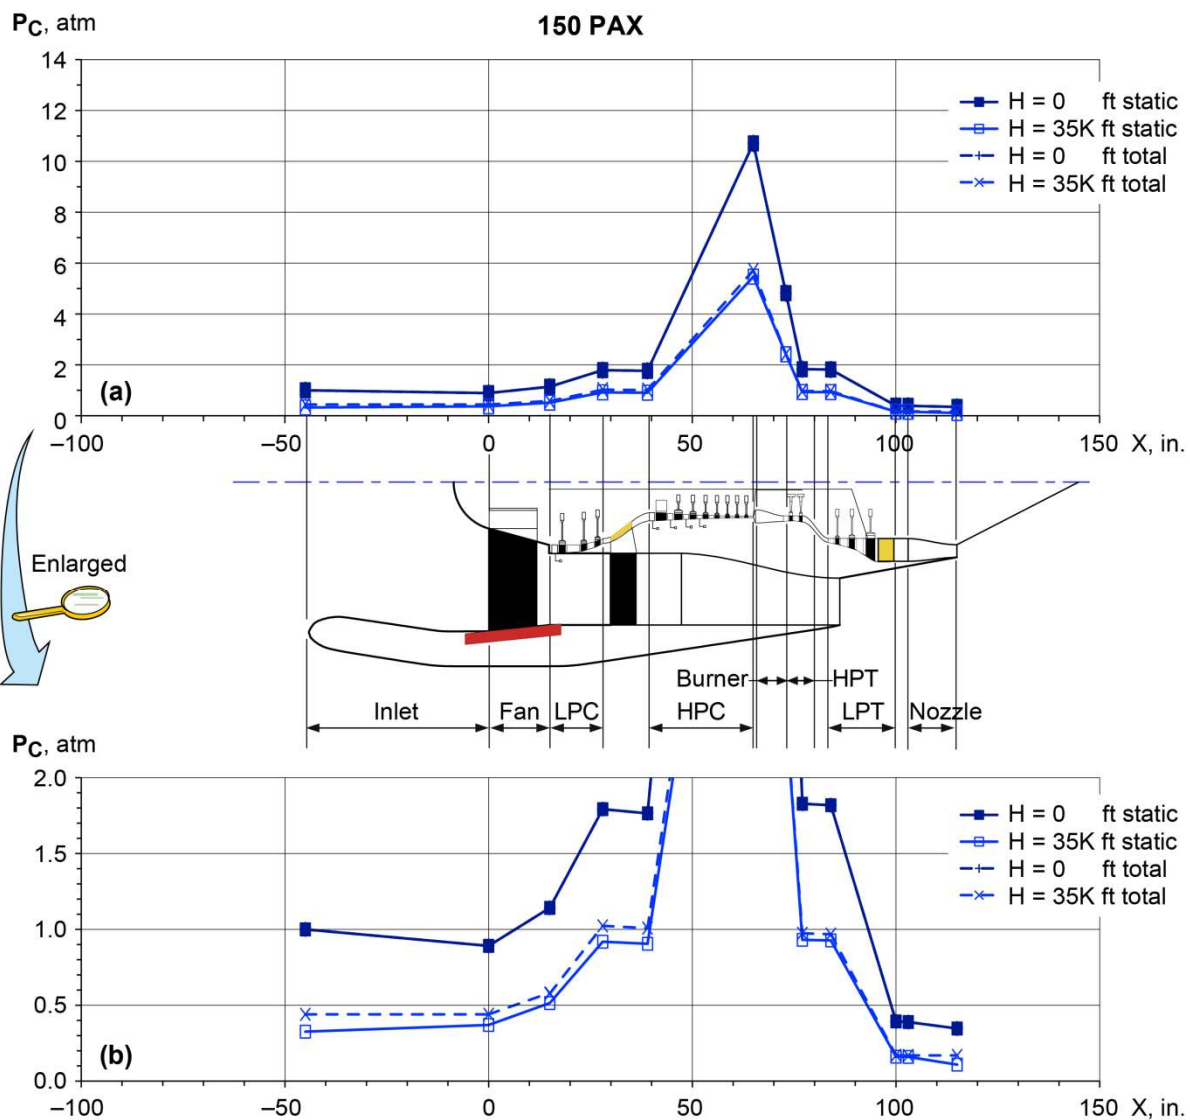 P_C, atm
150 PAX
14
12
10
8
6
4
2
0
H = 0 ft static
H = 35K ft static
H = 0 ft total
H = 35K ft total
(a)
–100 –50 0 50 100 150 X, in.
Enlarged
Burner HPT
Inlet Fan LPC HPC LPT Nozzle
P_C, atm
2.0
1.5
1.0
0.5
0.0
H = 0 ft static
H = 35K ft static
H = 0 ft total
H = 35K ft total
(b)
–100 –50 0 50 100 150 X, in.